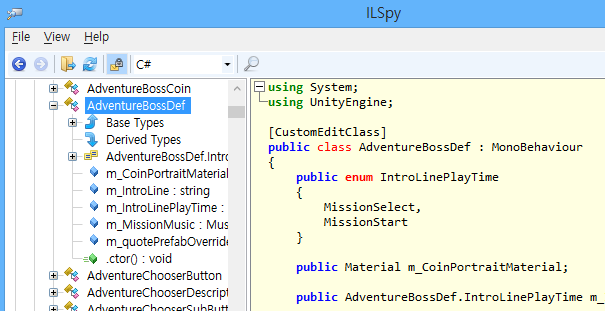 ILSpy
File View Help
C#
AdventureBossCoin
AdventureBossDef
Base Types
Derived Types
AdventureBossDef.Intro
m_CoinPortraitMaterial
m_IntroLine : string
m_IntroLinePlayTime :
m_MissionMusic : Mus
m_quotePrefabOverride
.ctor() : void
AdventureChooserButton
AdventureChooserDescript
AdventureChooserSubButto
using System;
using UnityEngine;
[CustomEditClass]
public class AdventureBossDef : MonoBehaviour
{
public enum IntroLinePlayTime
{
MissionSelect,
MissionStart
}
public Material m_CoinPortraitMaterial;
public AdventureBossDef.IntroLinePlayTime m_